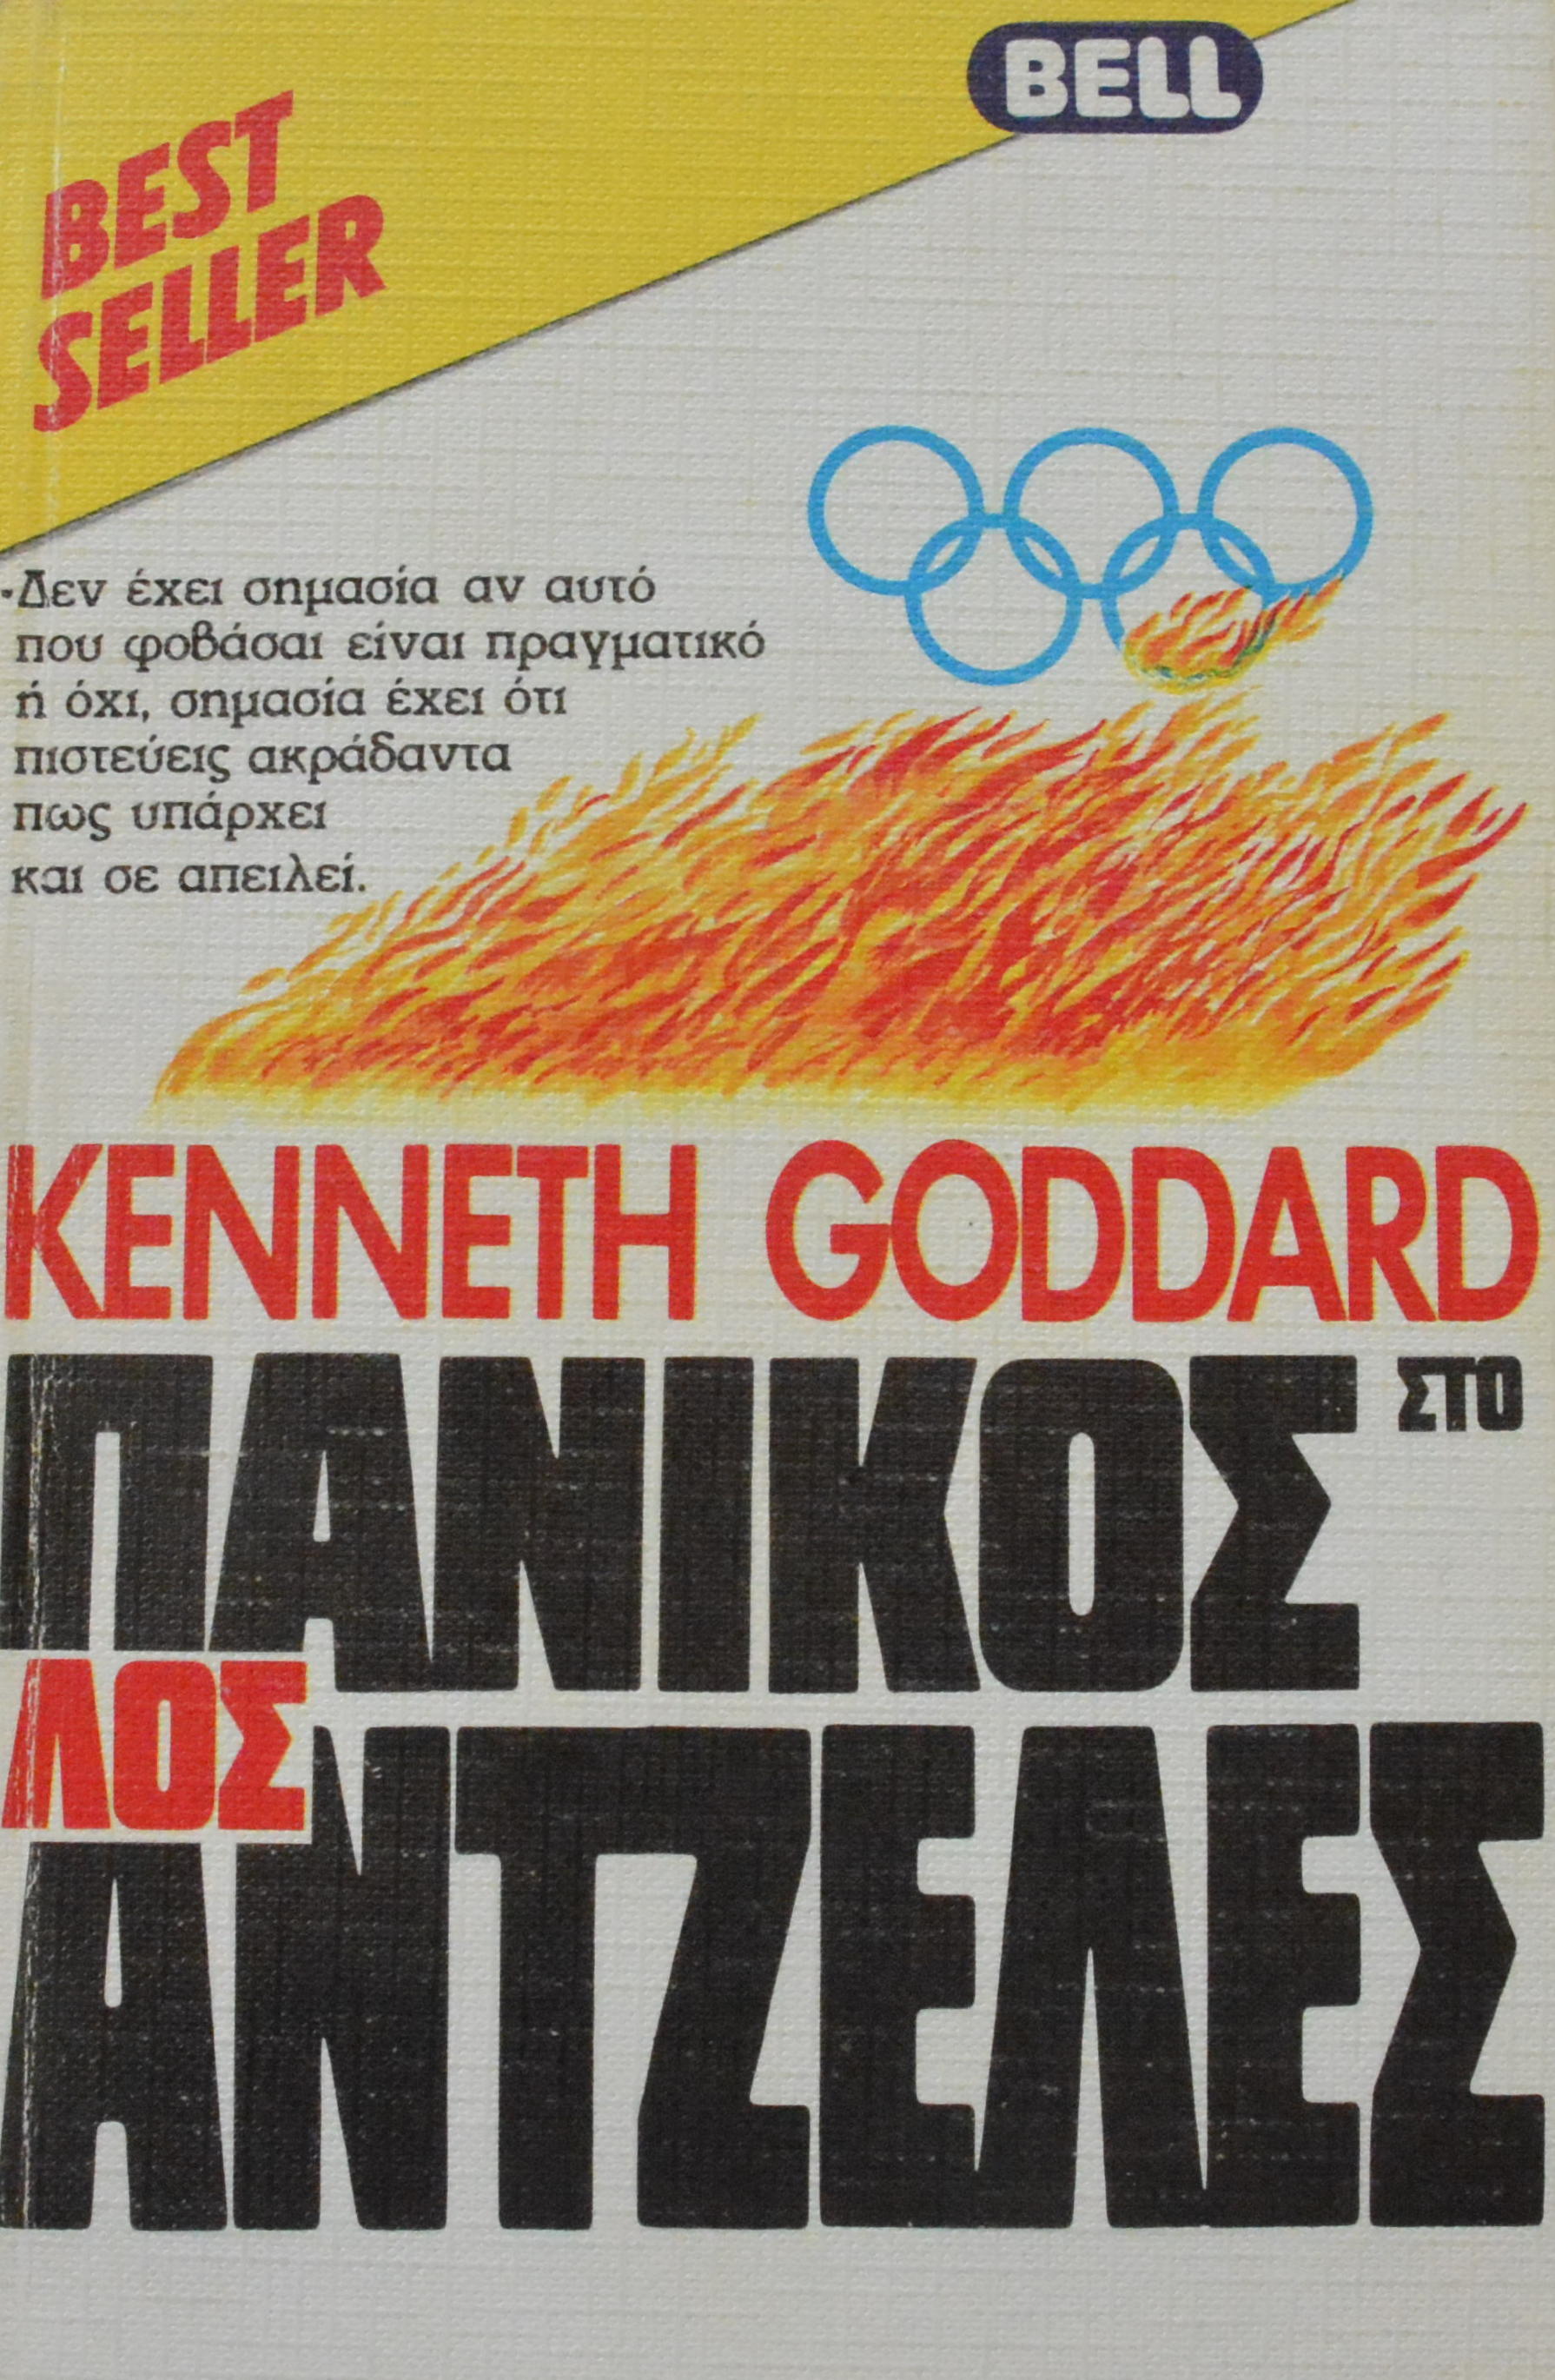 BELL
BEST
SELLER
·Δεν έχει σημασία αν αυτό
που φοβάσαι είναι πραγματικό
ή όχι, σημασία έχει ότι
πιστεύεις ακράδαντα
πως υπάρχει
και σε απειλεί.
KENNETH GODDARD
ΠΑΝΙΚΟΣ ΣΤΟ
ΛΟΣ
ΑΝΤΖΕΛΕΣ